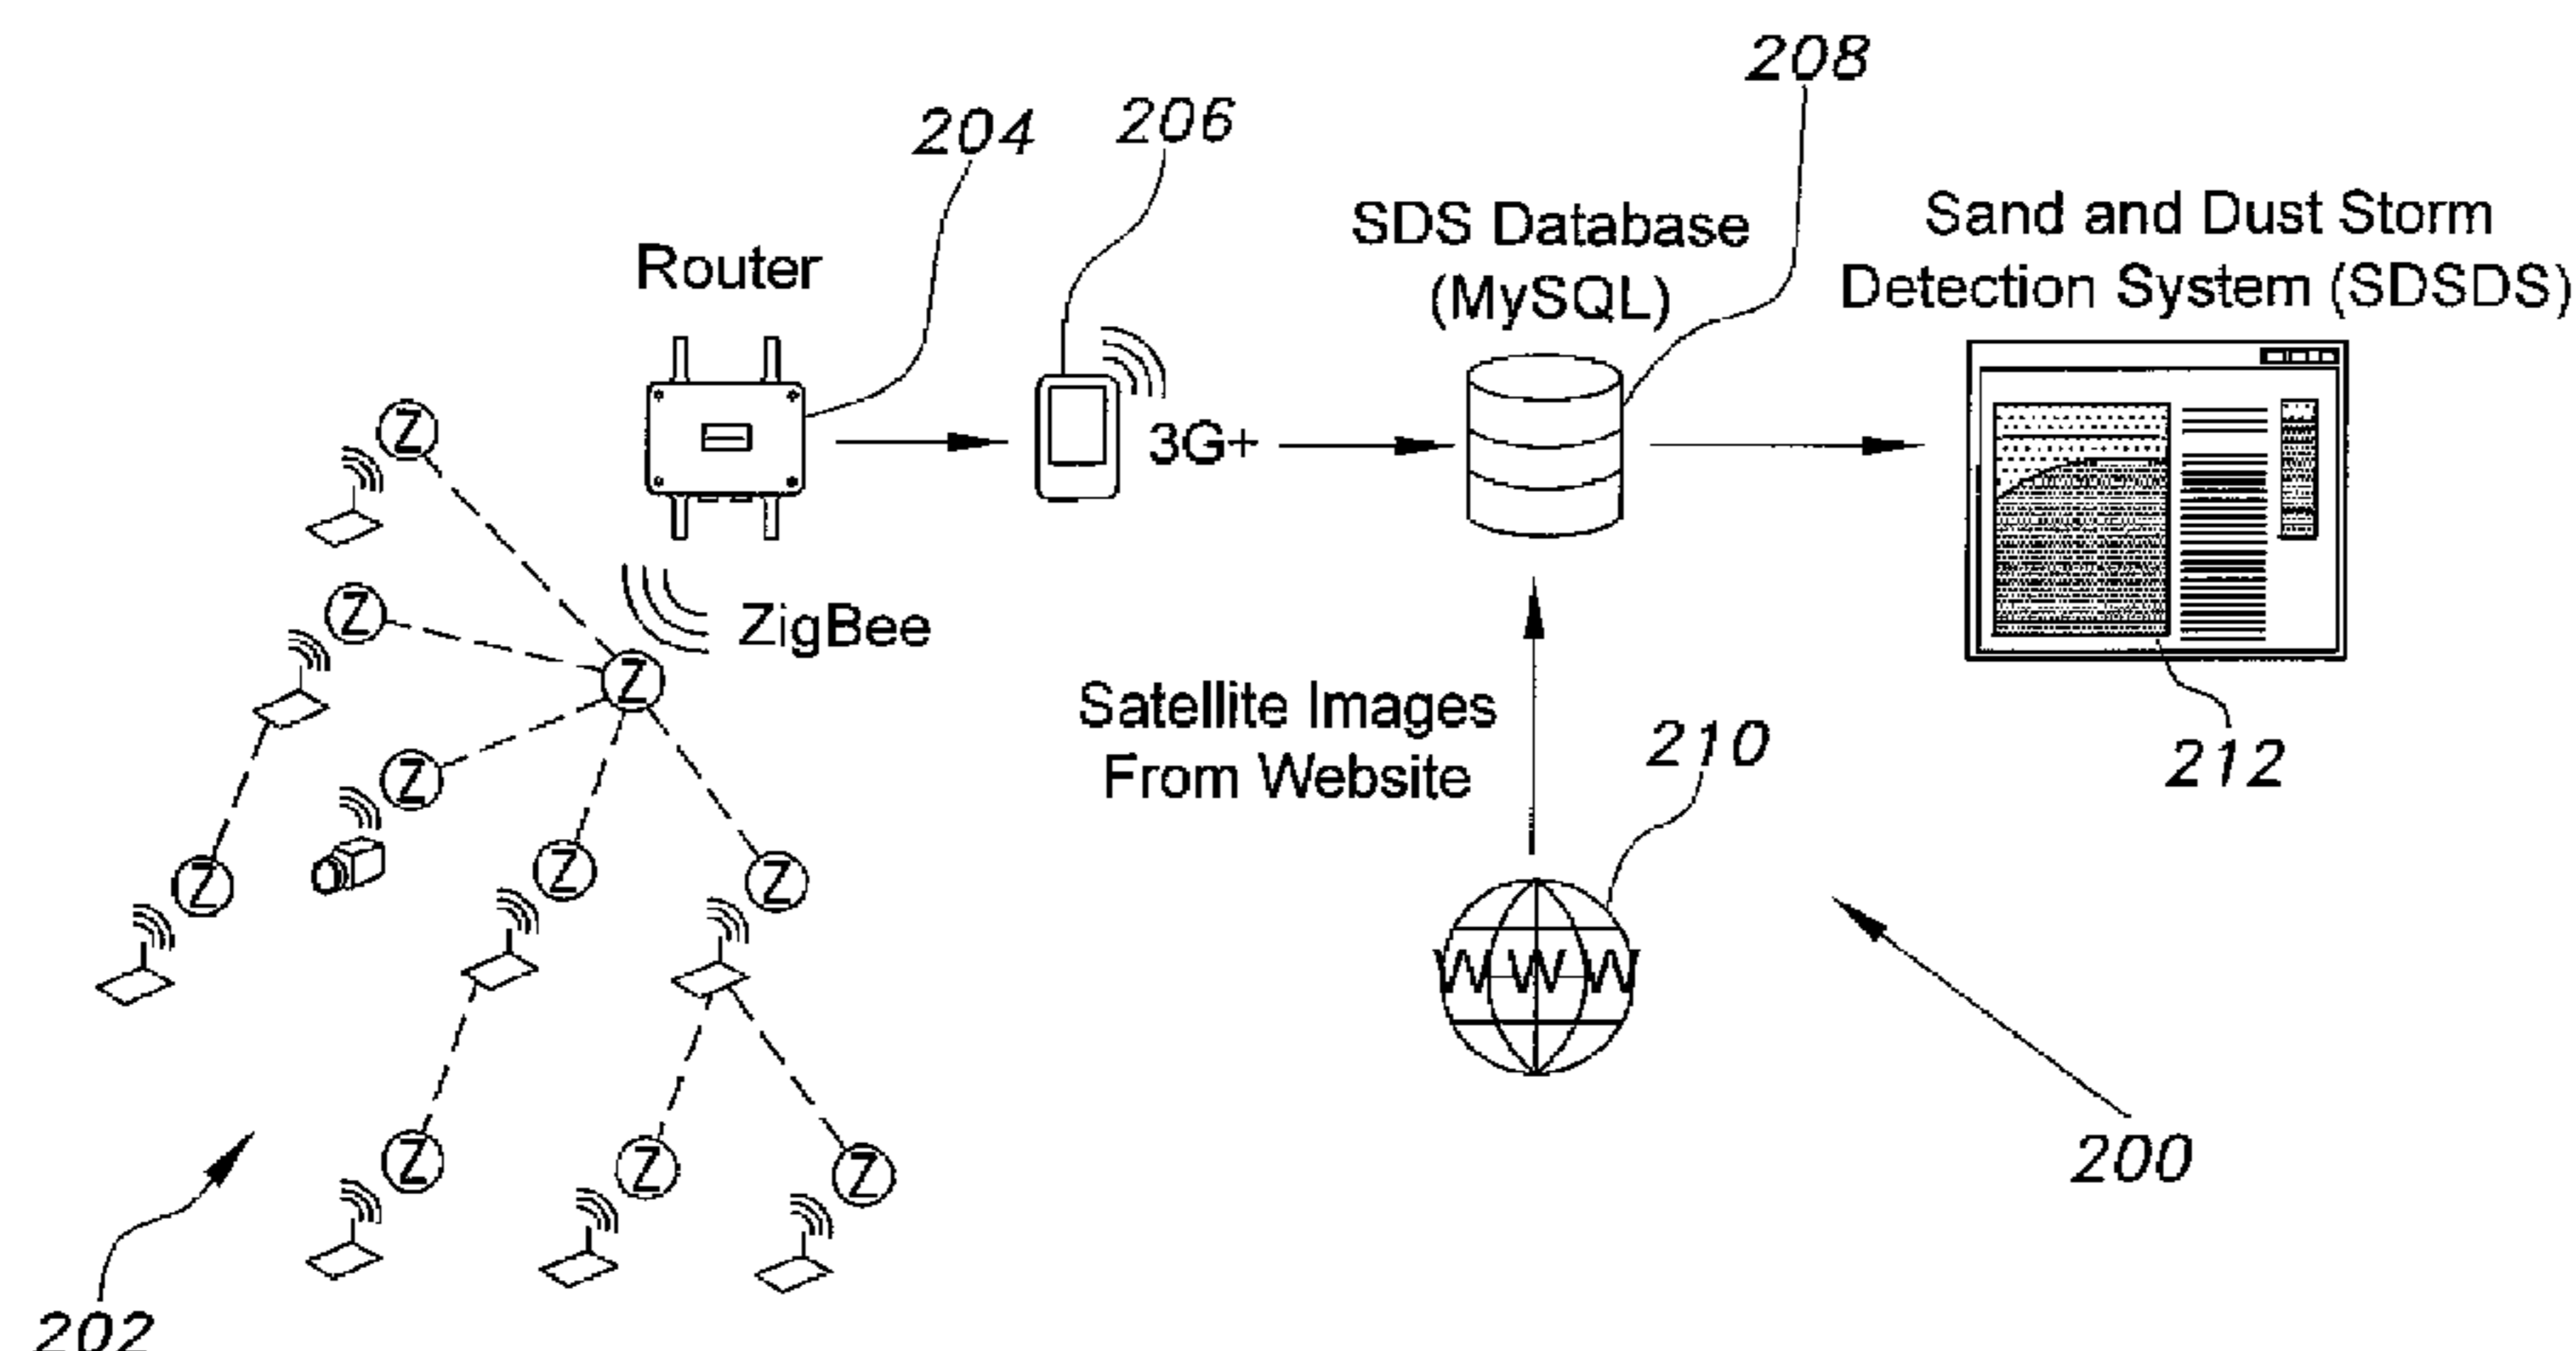 208
204
206
Router
SDS Database
(MySQL)
Sand and Dust Storm
Detection System (SDSDS)
3G+
Z
Z
Z
ZigBee
Z
Z
Z
Z
Z
Z
Z
Satellite Images
From Website
210
212
WWW
200
202